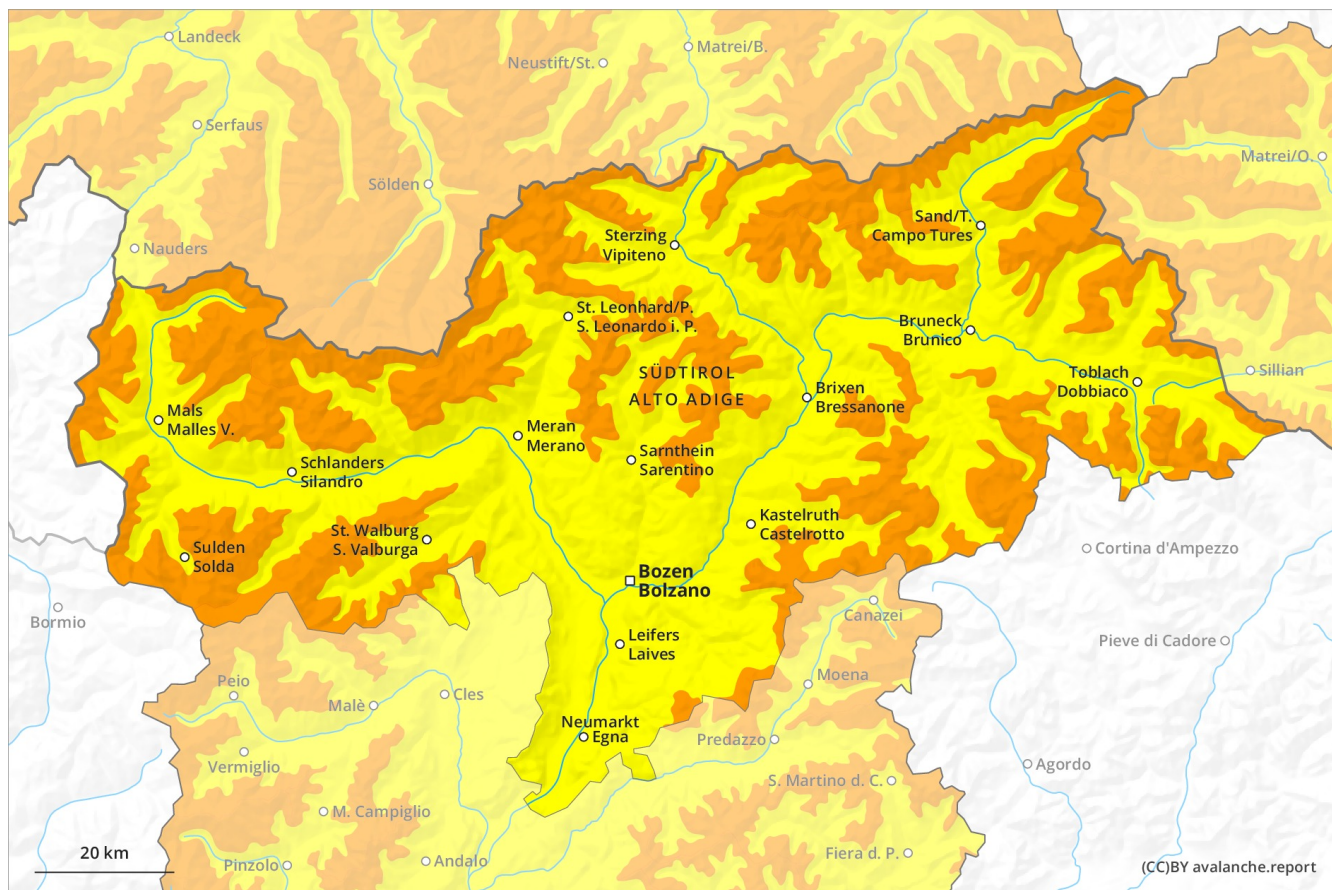 Landeck
Matrei/B.
Neustift/St.
Serfaus
Matrei/O.
Sölden
Sand/T.
Campo Tures
Sterzing
Vipiteno
Nauders
St. Leonhard/P.
S. Leonardo i. P.
Bruneck
Brunico
SÜDTIROL
ALTO ADIGE
Toblach
Dobbiaco
Sillian
Brixen
Bressanone
Mals
Malles V.
Meran
Merano
Schlanders
Silandro
Sarnthein
Sarentino
Kastelruth
Castelrotto
St. Walburg
S. Valburga
Sulden
Solda
Cortina d'Ampezzo
Bozen
Bolzano
Bormio
Canazei
Leifers
Laives
Pieve di Cadore
Peio
Moena
Cles
Malè
Neumarkt
Egna
Predazzo
Vermiglio
Agordo
S. Martino d. C.
M. Campiglio
20 km
Pinzolo
Andalo
Fiera d. P.
(CC)BY avalanche.report